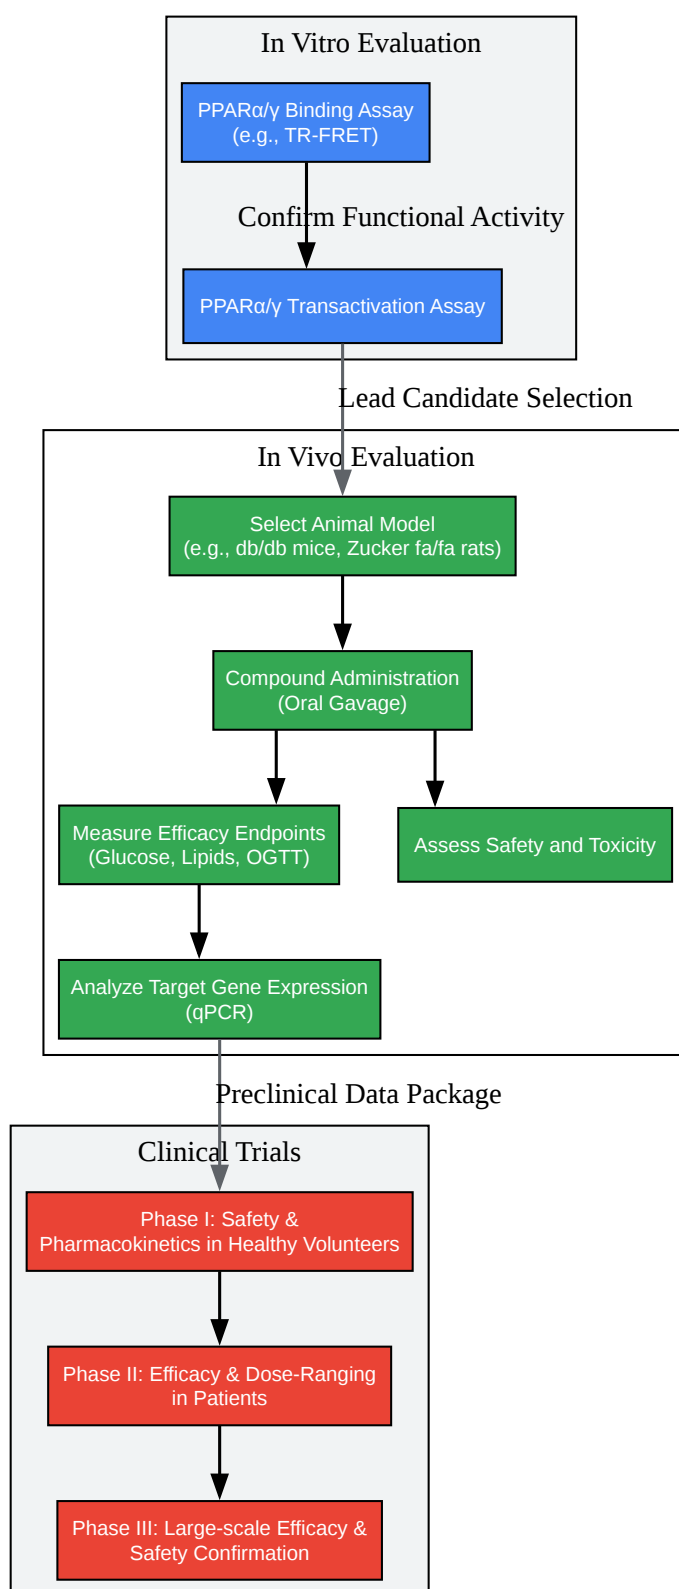 In Vitro Evaluation
PPARα/γ Binding Assay
(e.g., TR-FRET)
Confirm Functional Activity
PPARα/γ Transactivation Assay
Lead Candidate Selection
In Vivo Evaluation
Select Animal Model
(e.g., db/db mice, Zucker fa/fa rats)
Compound Administration
(Oral Gavage)
Measure Efficacy Endpoints
(Glucose, Lipids, OGTT)
Assess Safety and Toxicity
Analyze Target Gene Expression
(qPCR)
Preclinical Data Package
Clinical Trials
Phase I: Safety &
Pharmacokinetics in Healthy Volunteers
Phase II: Efficacy & Dose-Ranging
in Patients
Phase III: Large-scale Efficacy &
Safety Confirmation